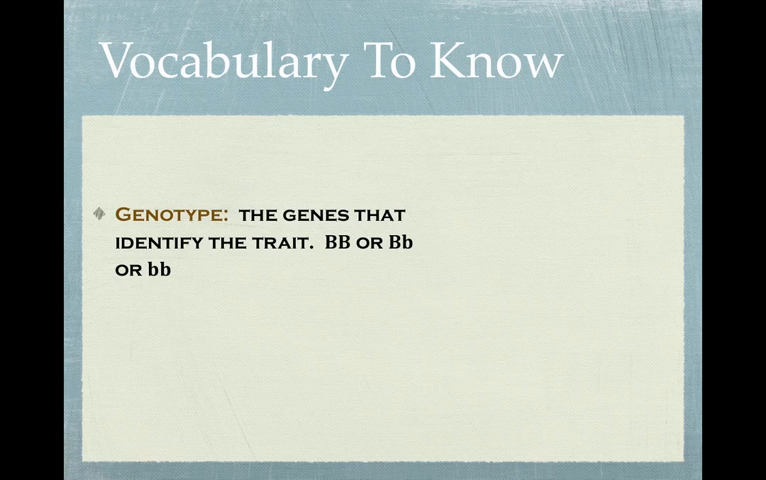 Vocabulary To Know
Genotype: the genes that
identify the trait. BB or Bb
or bb